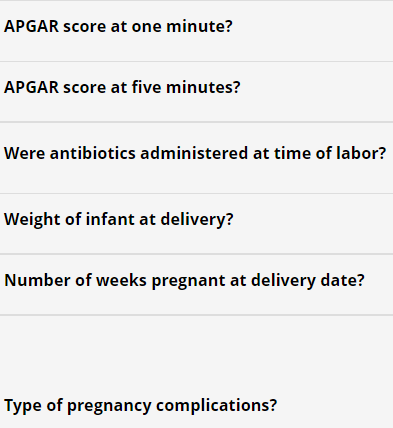 APGAR score at one minute?
APGAR score at five minutes?
Were antibiotics administered at time of labor?
Weight of infant at delivery?
Number of weeks pregnant at delivery date?
Type of pregnancy complications?